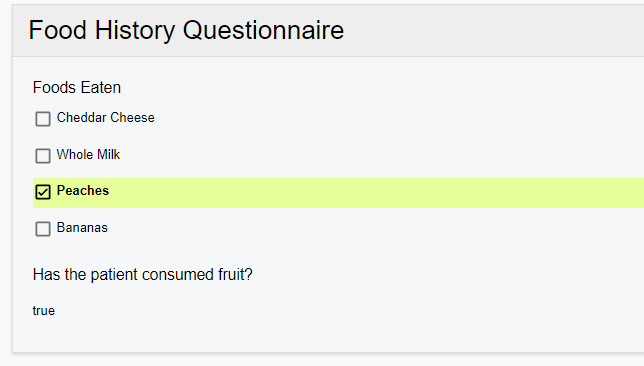 Food History Questionnaire
Foods Eaten
Cheddar Cheese
Whole Milk
Peaches
Bananas
Has the patient consumed fruit?
true